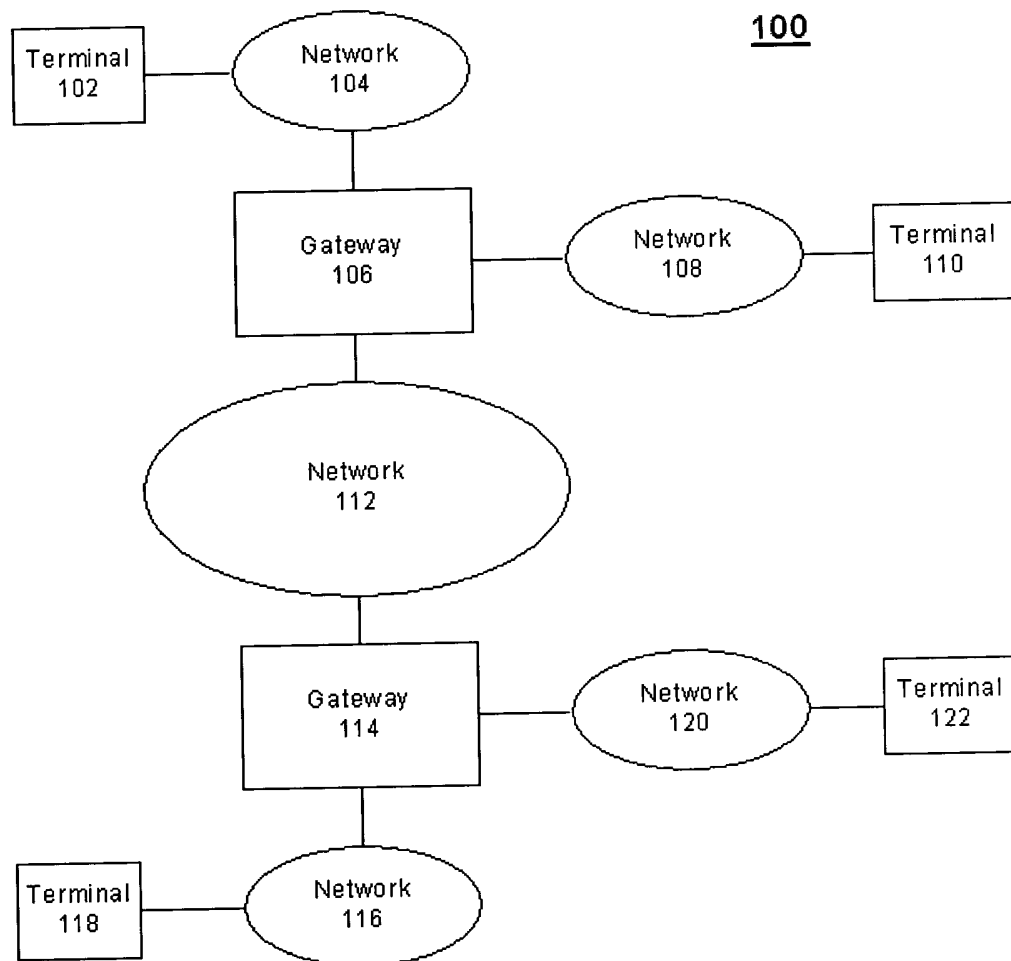 100
Terminal
102
Network
104
Gateway
106
Network
108
Terminal
110
Network
112
Gateway
114
Network
120
Terminal
122
Terminal
118
Network
116